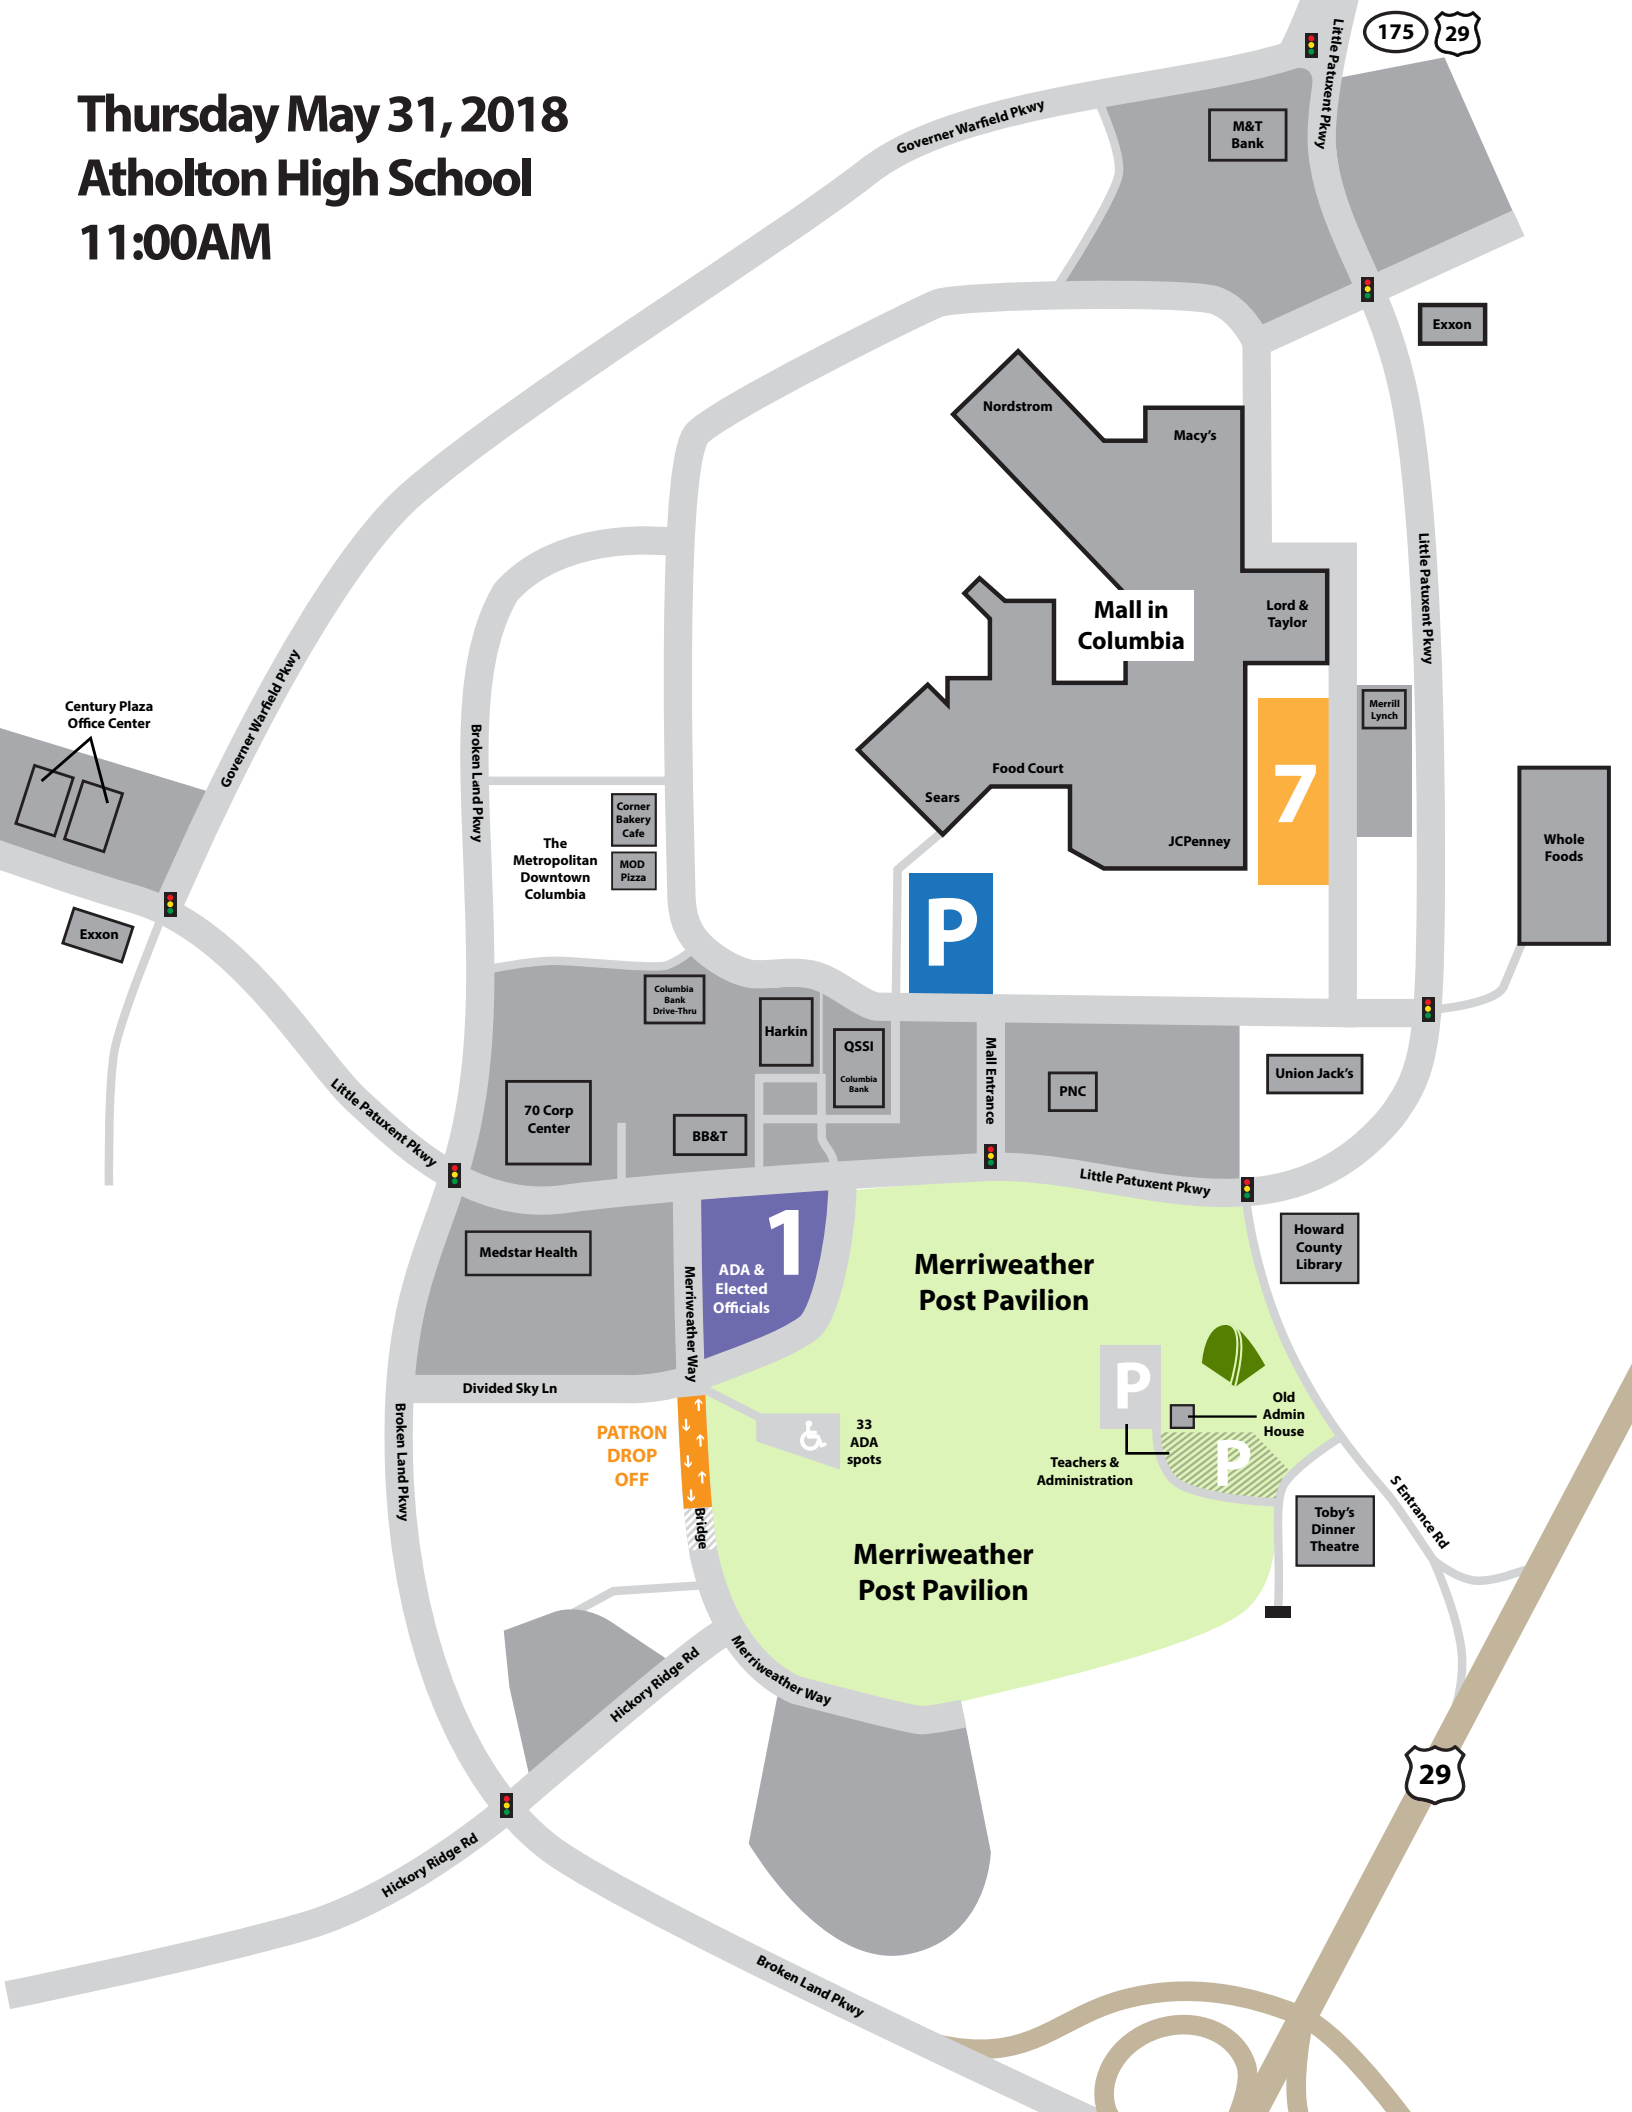 Thursday May 31, 2018
Atholton High School
11:00AM
175
29
Little Patuxent Pkwy
Governer Warfield Pkwy
M&T
Bank
Exxon
Nordstrom
Macy's
Mall in
Columbia
Lord &
Taylor
Little Patuxent Pkwy
Governer Warfield Pkwy
Century Plaza
Office Center
Merrill
Lynch
Broken Land Pkwy
Food Court
Sears
7
JCPenney
Corner
Bakery
Cafe
MOD
Pizza
The
Metropolitan
Downtown
Columbia
Whole
Foods
Exxon
P
Columbia
Bank
Drive-Thru
Harkin
QSSI
Columbia
Bank
Mall Entrance
PNC
Union Jack's
70 Corp
Center
BB&T
Little Patuxent Pkwy
Little Patuxent Pkwy
Medstar Health
1
ADA &
Elected
Officials
Merriweather Way
Merriweather
Post Pavilion
Howard
County
Library
Divided Sky Ln
P
Old
Admin
House
PATRON
DROP
OFF
33
ADA
spots
P
Teachers &
Administration
Broken Land Pkwy
Bridge
S Entrance Rd
Toby's
Dinner
Theatre
Merriweather
Post Pavilion
Hickory Ridge Rd
Merriweather Way
29
Hickory Ridge Rd
Broken Land Pkwy